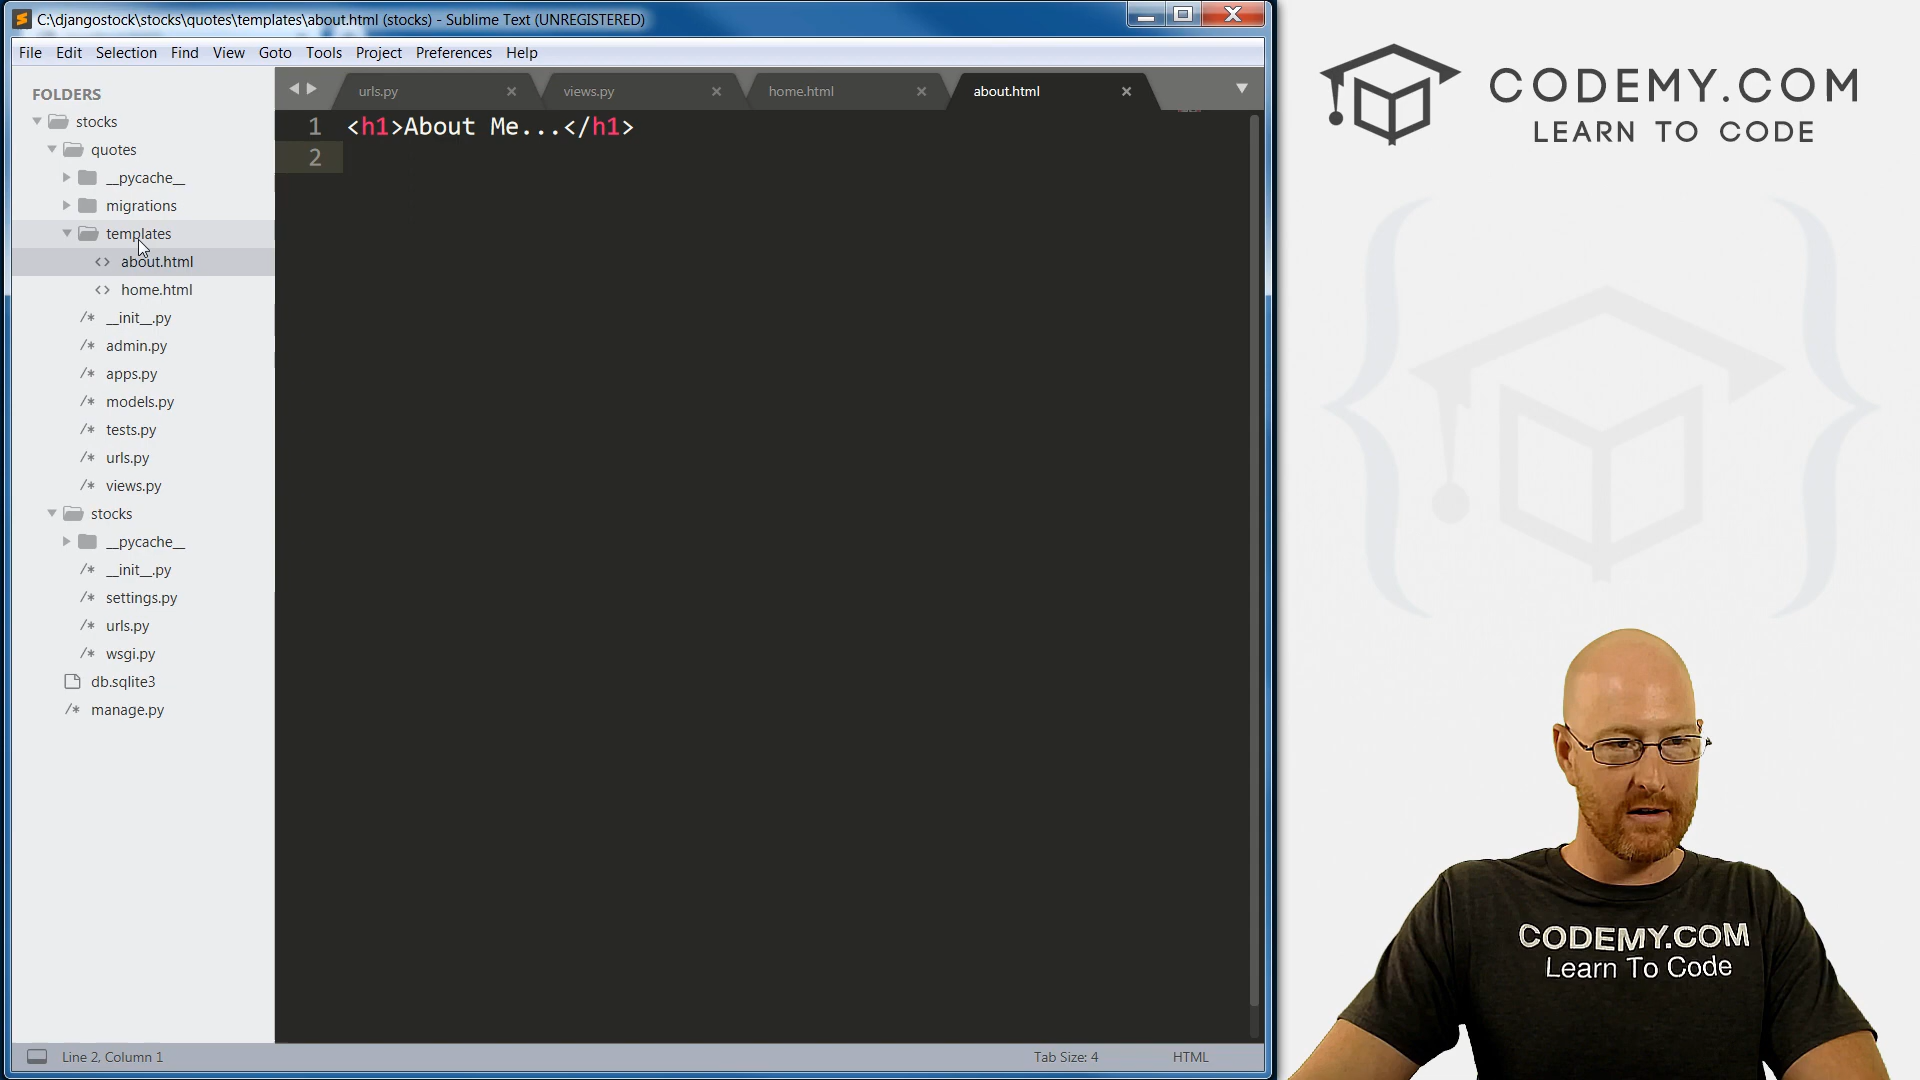 C:\djangostock\stocks\quotes\templates\about.html (stocks) - Sublime Text (UNREGISTERED)
File Edit Selection Find View Goto Tools Project Preferences Help
FOLDERS
stocks
quotes
__pycache__
migrations
templates
about.html
home.html
__init__.py
admin.py
apps.py
models.py
tests.py
urls.py
views.py
stocks
__pycache__
__init__.py
settings.py
urls.py
wsgi.py
db.sqlite3
manage.py
urls.py views.py home.html about.html
1 <h1>About Me...</h1>
2
Line 2, Column 1 Tab Size: 4 HTML
CODEMY.COM
LEARN TO CODE
CODEMY.COM
Learn To Code